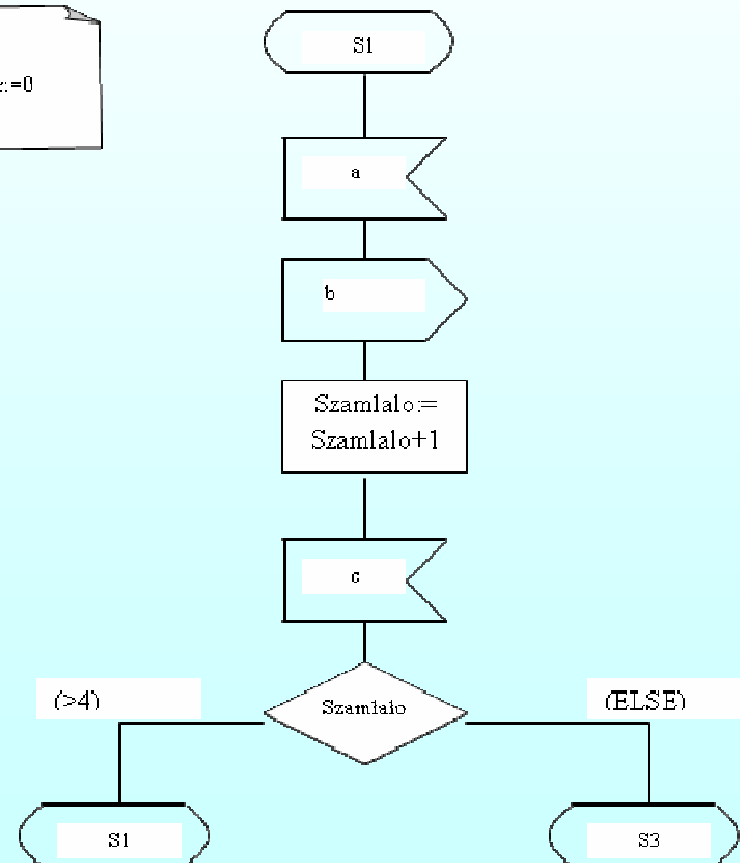 S1
:=0
a
b
Szamlalo:=
Szamlalo+1
c
(>4)
Szamlalo
(ELSE)
S1
S3